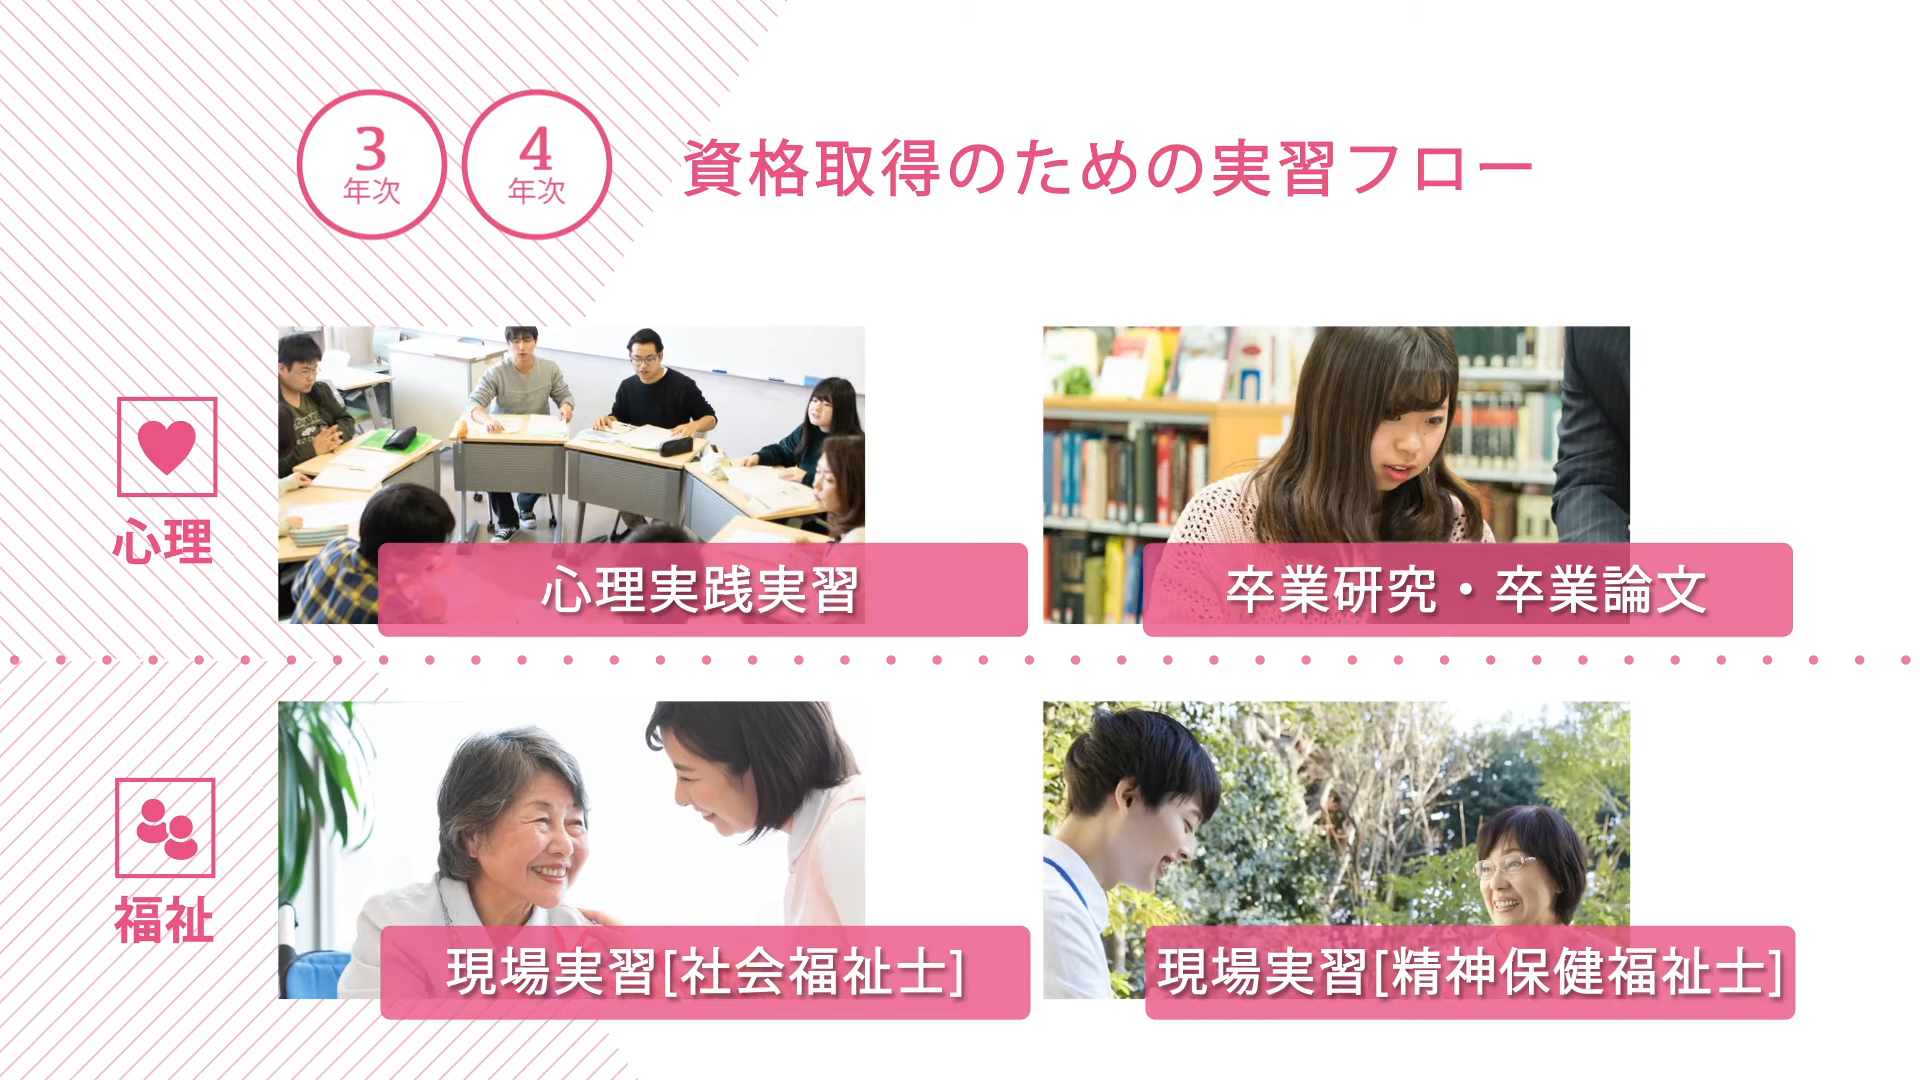 3
年次
4
年次
資格取得のための実習フロー
心理
心理実践実習
卒業研究・卒業論文
福祉
現場実習[社会福祉士]
現場実習[精神保健福祉士]